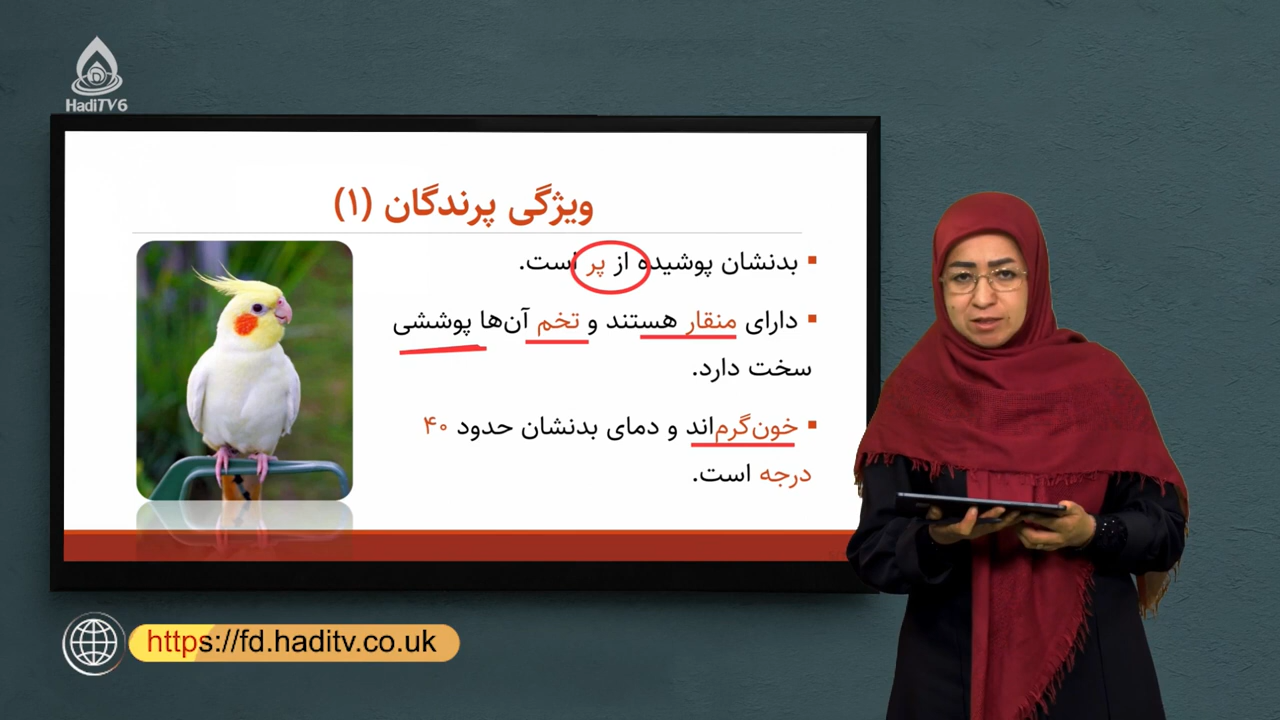 HadiTV6
ویژگی پرندگان (۱)
بدنشان پوشیده از پر است.
دارای منقار هستند و تخم آن‌ها پوششی
سخت دارد.
خون‌گرم‌اند و دمای بدنشان حدود ۴۰
درجه است.
https://fd.haditv.co.uk